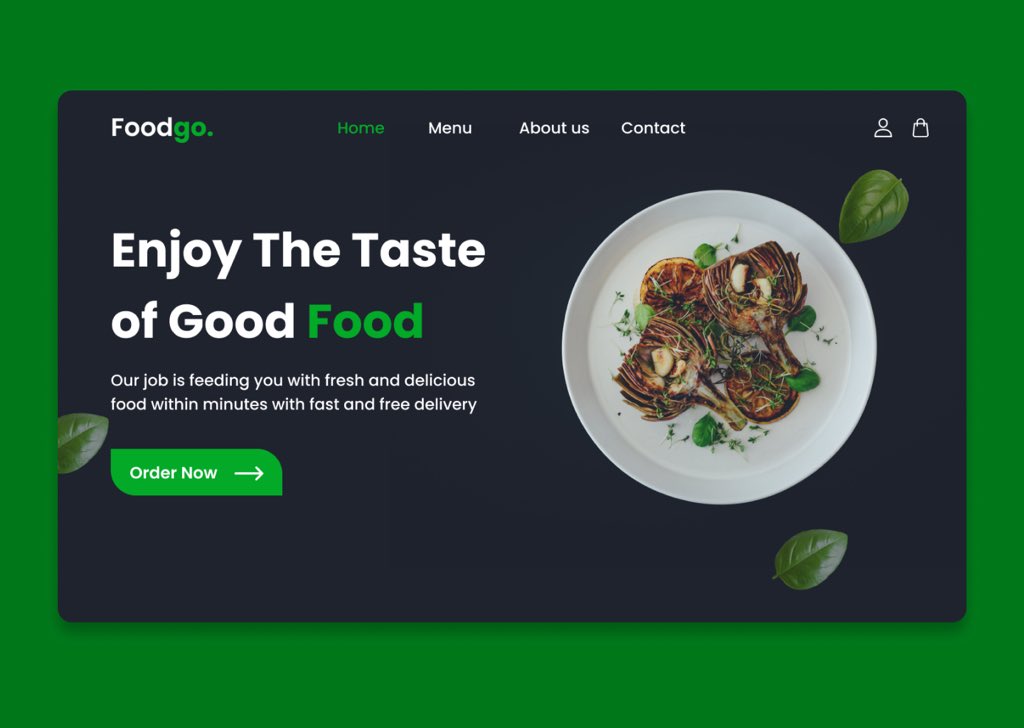 Foodgo.
Home Menu About us Contact
Enjoy The Taste
of Good Food
Our job is feeding you with fresh and delicious
food within minutes with fast and free delivery
Order Now